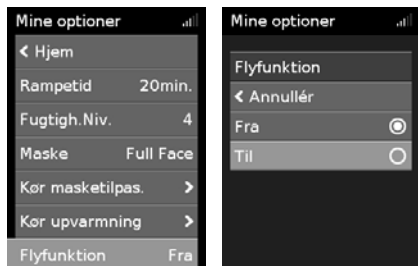 Mine optioner
< Hjem
Rampetid 20min.
Fugtigh.Niv. 4
Maske Full Face
Kør masketilpas. >
Kør upvarmning >
Flyfunktion Fra
Mine optioner
Flyfunktion
< Annullér
Fra
Til